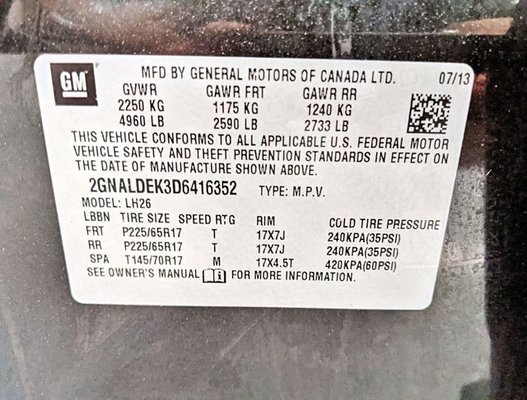 GM MFD BY GENERAL MOTORS OF CANADA LTD. 07/13
GVWR GAWR FRT GAWR RR
2250 KG 1175 KG 1240 KG
4960 LB 2590 LB 2733 LB
THIS VEHICLE CONFORMS TO ALL APPLICABLE U.S. FEDERAL MOTOR
VEHICLE SAFETY AND THEFT PREVENTION STANDARDS IN EFFECT ON
THE DATE OF MANUFACTURE SHOWN ABOVE.
2GNALDEK3D6416352 TYPE: M.P.V.
MODEL: LH26
LBBN TIRE SIZE SPEED RTG RIM COLD TIRE PRESSURE
FRT P225/65R17 T 17X7J 240KPA(35PSI)
RR P225/65R17 T 17X7J 240KPA(35PSI)
SPA T145/70R17 M 17X4.5T 420KPA(60PSI)
SEE OWNER'S MANUAL i FOR MORE INFORMATION.